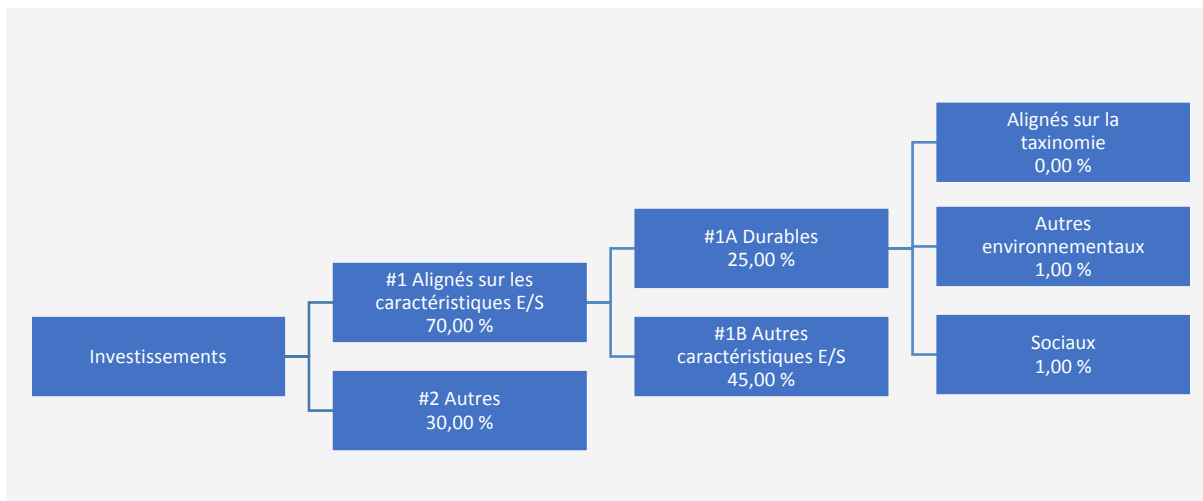 Investissements
#1 Alignés sur les
caractéristiques E/S
70,00 %
#2 Autres
30,00 %
#1A Durables
25,00 %
#1B Autres
caractéristiques E/S
45,00 %
Alignés sur la
taxinomie
0,00 %
Autres
environnementaux
1,00 %
Sociaux
1,00 %